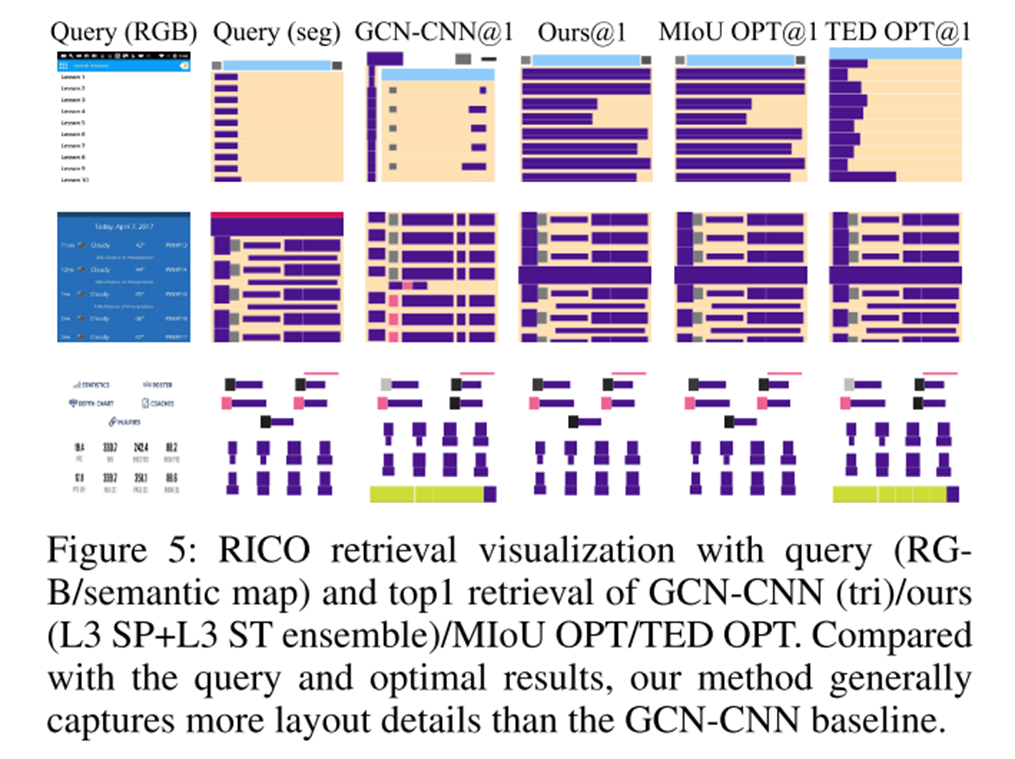 Query (RGB) Query (seg) GCN-CNN@1 Ours@1 MIoU OPT@1 TED OPT@1
Lesson 1
Lesson 2
Lesson 3
Lesson 4
Lesson 5
Lesson 6
Lesson 7
Lesson 8
Lesson 9
Lesson 10
Today, April 7, 2017
Cloudy
Cloudy
Cloudy
Cloudy
Cloudy
STATISTICS ROSTER
DEPTH CHART COACHES
INJURIES
Figure 5: RICO retrieval visualization with query (RG-
B/semantic map) and top1 retrieval of GCN-CNN (tri)/ours
(L3 SP+L3 ST ensemble)/MIoU OPT/TED OPT. Compared
with the query and optimal results, our method generally
captures more layout details than the GCN-CNN baseline.